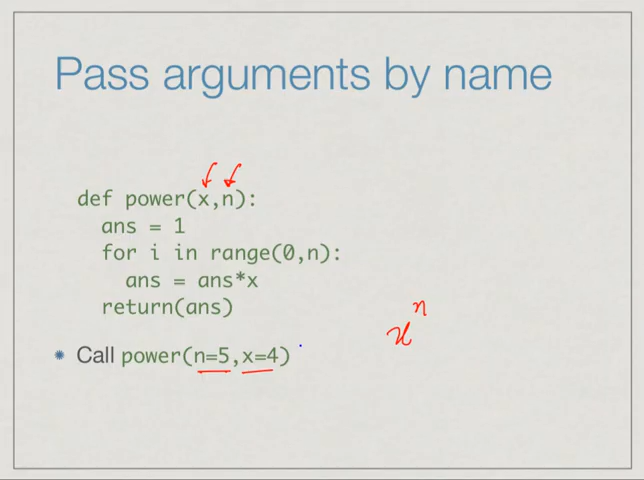 Pass arguments by name
def power(x,n):
ans = 1
for i in range(0,n):
ans = ans*x
return(ans)
x^n
Call power(n=5,x=4)